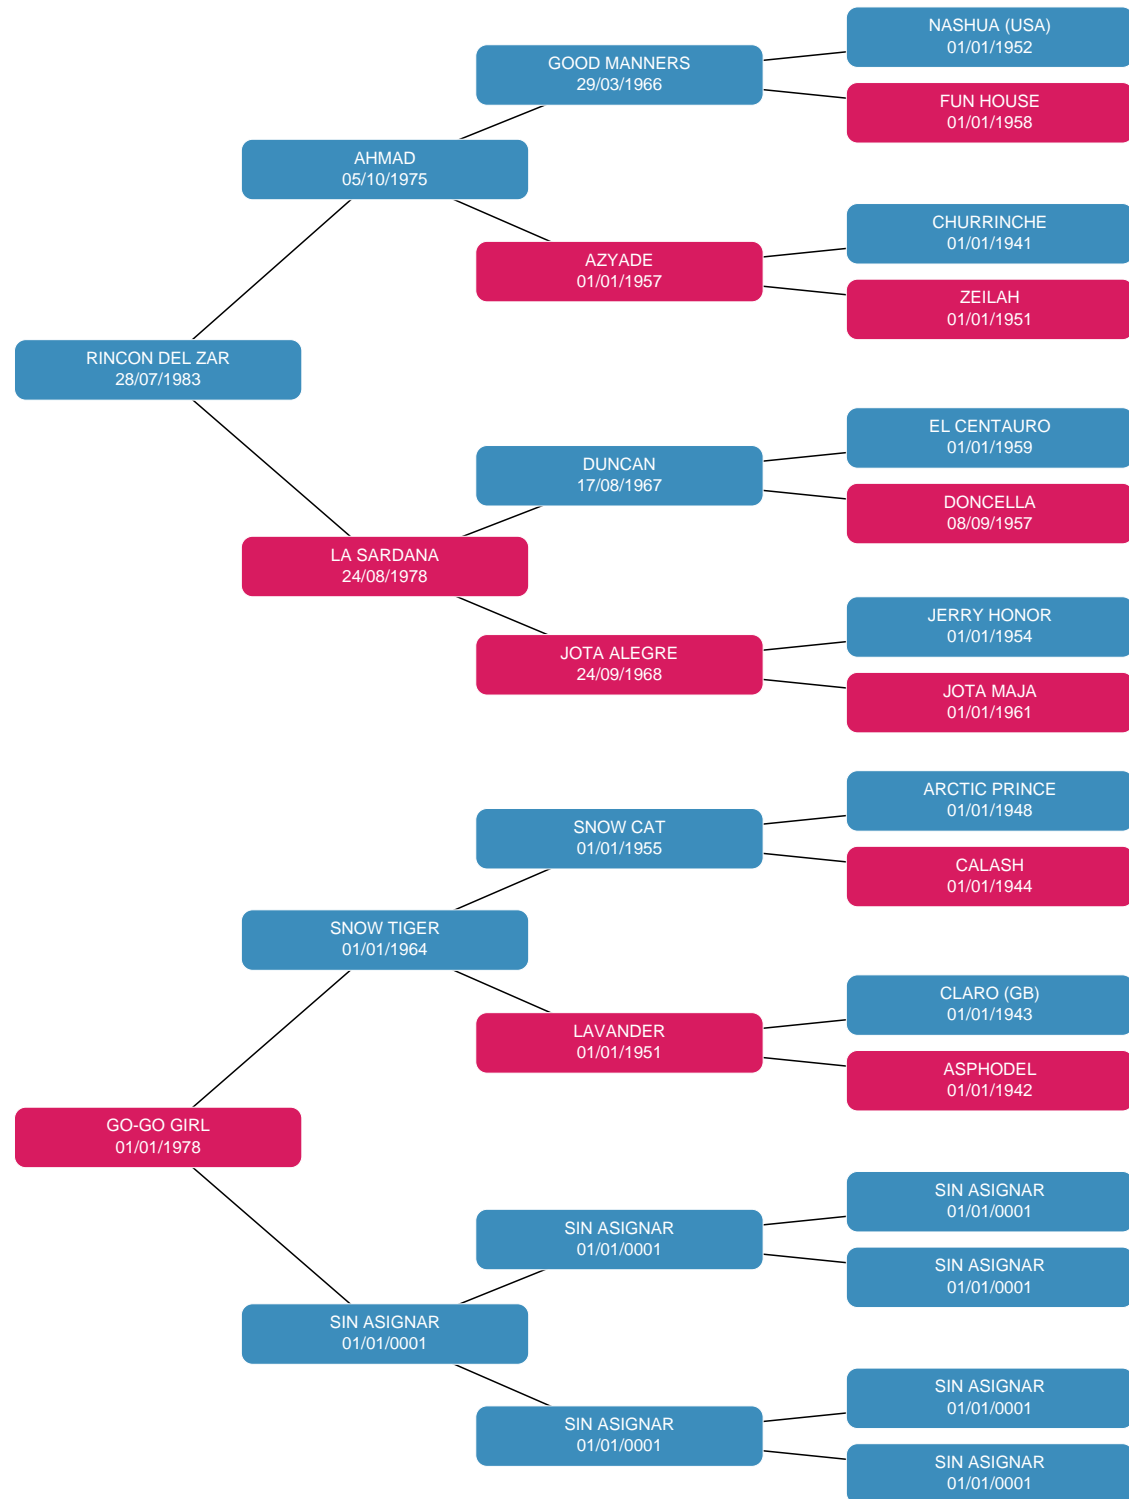 NASHUA (USA)
01/01/1952
GOOD MANNERS
29/03/1966
FUN HOUSE
01/01/1958
AHMAD
05/10/1975
CHURRINCHE
01/01/1941
AZYADE
01/01/1957
ZEILAH
01/01/1951
RINCON DEL ZAR
28/07/1983
EL CENTAURO
01/01/1959
DUNCAN
17/08/1967
DONCELLA
08/09/1957
LA SARDANA
24/08/1978
JERRY HONOR
01/01/1954
JOTA ALEGRE
24/09/1968
JOTA MAJA
01/01/1961
ARCTIC PRINCE
01/01/1948
SNOW CAT
01/01/1955
CALASH
01/01/1944
SNOW TIGER
01/01/1964
CLARO (GB)
01/01/1943
LAVANDER
01/01/1951
ASPHODEL
01/01/1942
GO-GO GIRL
01/01/1978
SIN ASIGNAR
01/01/0001
SIN ASIGNAR
01/01/0001
SIN ASIGNAR
01/01/0001
SIN ASIGNAR
01/01/0001
SIN ASIGNAR
01/01/0001
SIN ASIGNAR
01/01/0001
SIN ASIGNAR
01/01/0001